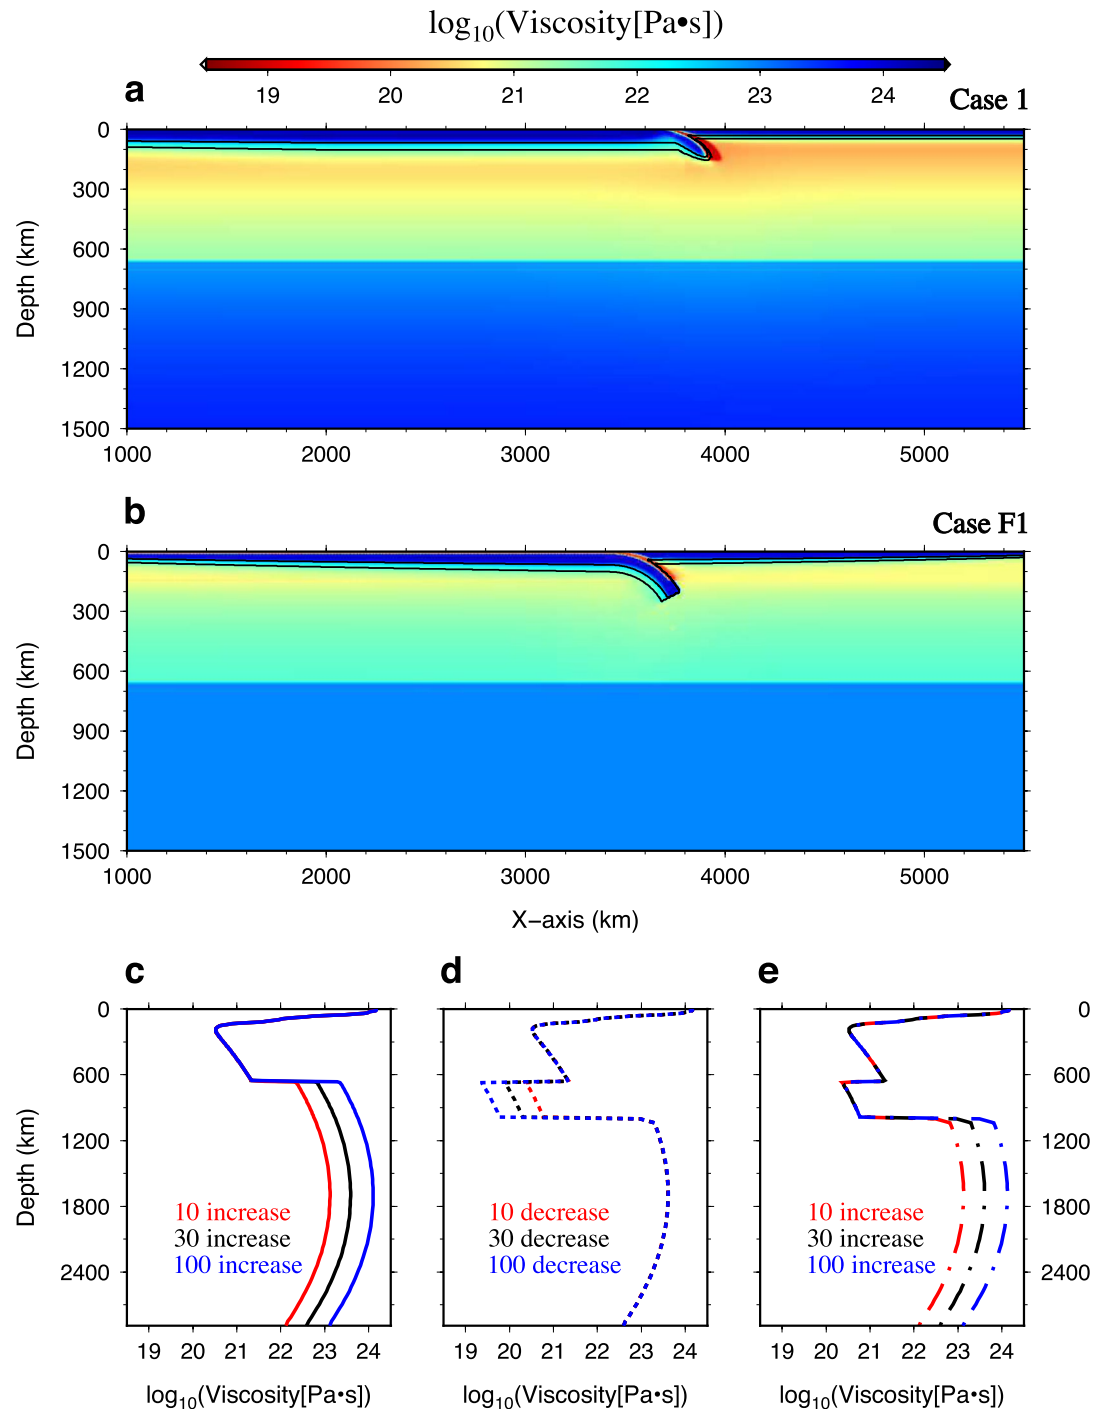 log10(Viscosity[Pa•s])
19 20 21 22 23 24
a
Case 1
0
300
600
900
1200
1500
Depth (km)
1000 2000 3000 4000 5000
b
Case F1
0
300
600
900
1200
1500
Depth (km)
1000 2000 3000 4000 5000
X−axis (km)
c
0
600
1200
1800
2400
Depth (km)
10 increase
30 increase
100 increase
19 20 21 22 23 24
log10(Viscosity[Pa•s])
d
10 decrease
30 decrease
100 decrease
19 20 21 22 23 24
log10(Viscosity[Pa•s])
e
0
600
1200
1800
2400
10 increase
30 increase
100 increase
19 20 21 22 23 24
log10(Viscosity[Pa•s])